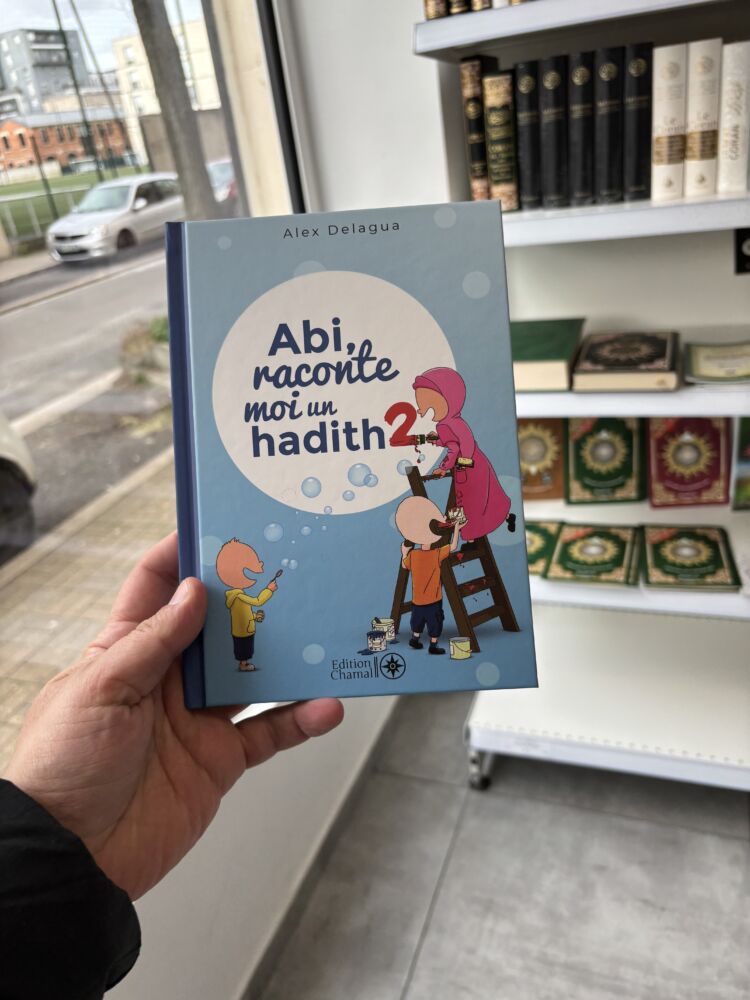 Alex Delagua
Abi,
raconte
moi un
hadith 2
Edition
Chamal